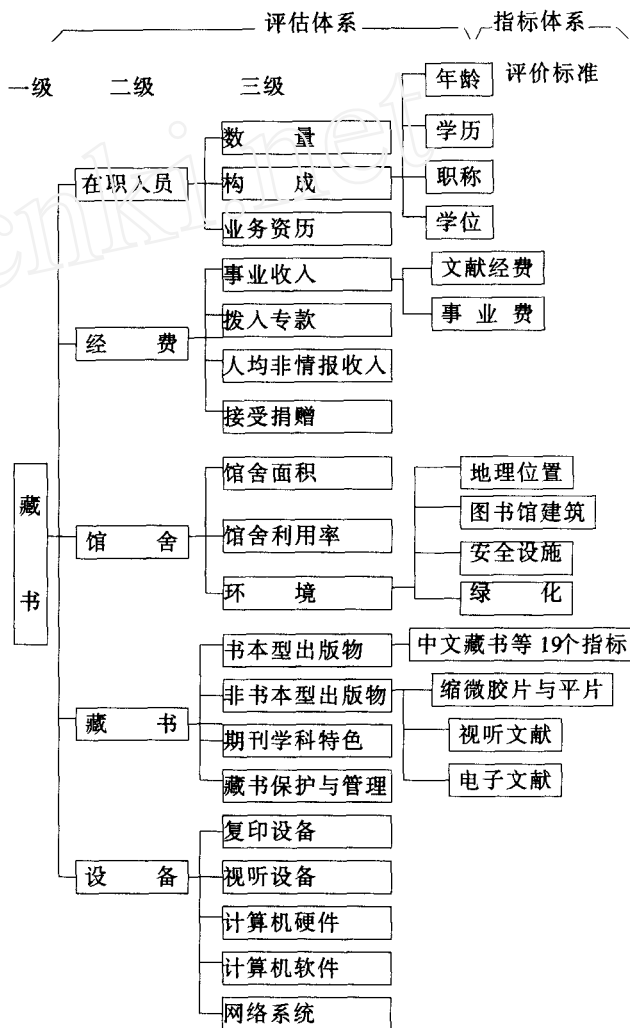 评估体系 指标体系
一级 二级 三级
年龄 评价标准
数 量
学历
在职人员
构 成
职称
业务资历
学位
事业收入
文献经费
拨入专款
事 业 费
经 费
人均非情报收入
接受捐赠
馆舍面积
地理位置
藏 书
图书馆建筑
馆 舍
馆舍利用率
安全设施
环 境
绿 化
书本型出版物
中文藏书等 19个指标
非书本型出版物
缩微胶片与平片
藏 书
期刊学科特色
视听文献
藏书保护与管理
电子文献
复印设备
设 备
视听设备
计算机硬件
计算机软件
网络系统
cnki.net